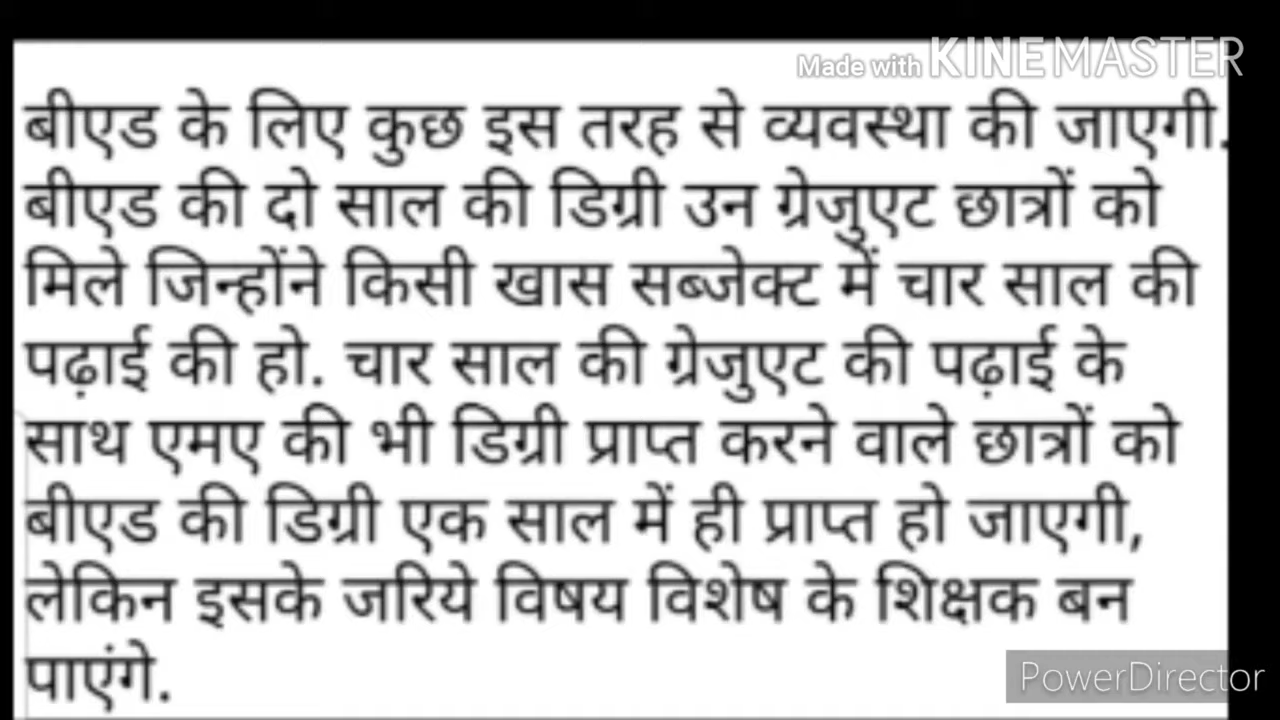 Made with KINEMASTER
बीएड के लिए कुछ इस तरह से व्यवस्था की जाएगी.
बीएड की दो साल की डिग्री उन ग्रेजुएट छात्रों को
मिले जिन्होंने किसी खास सब्जेक्ट में चार साल की
पढ़ाई की हो. चार साल की ग्रेजुएट की पढ़ाई के
साथ एमए की भी डिग्री प्राप्त करने वाले छात्रों को
बीएड की डिग्री एक साल में ही प्राप्त हो जाएगी,
लेकिन इसके जरिये विषय विशेष के शिक्षक बन
पाएंगे.
PowerDirector